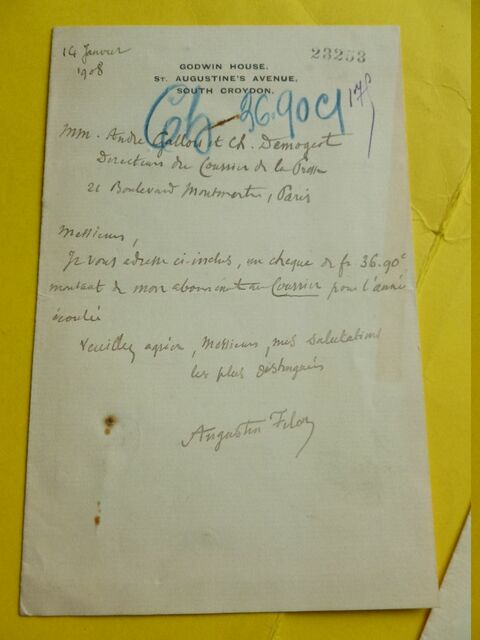 14 Janvier
1908
23253
GODWIN HOUSE,
ST. AUGUSTINE'S AVENUE,
SOUTH CROYDON.
Ch 36.90c
178
MM. André Gallois et Ch. Demogeot
Directeurs du Courrier de la Presse
21 Boulevard Montmartre, Paris
Messieurs,
Je vous adresse ci-inclus, un chèque de fr 36.90c
montant de mon abonnement au Courrier pour l'année
écoulée
Veuillez agréer, Messieurs, mes salutations
les plus distinguées
Augustin Filon